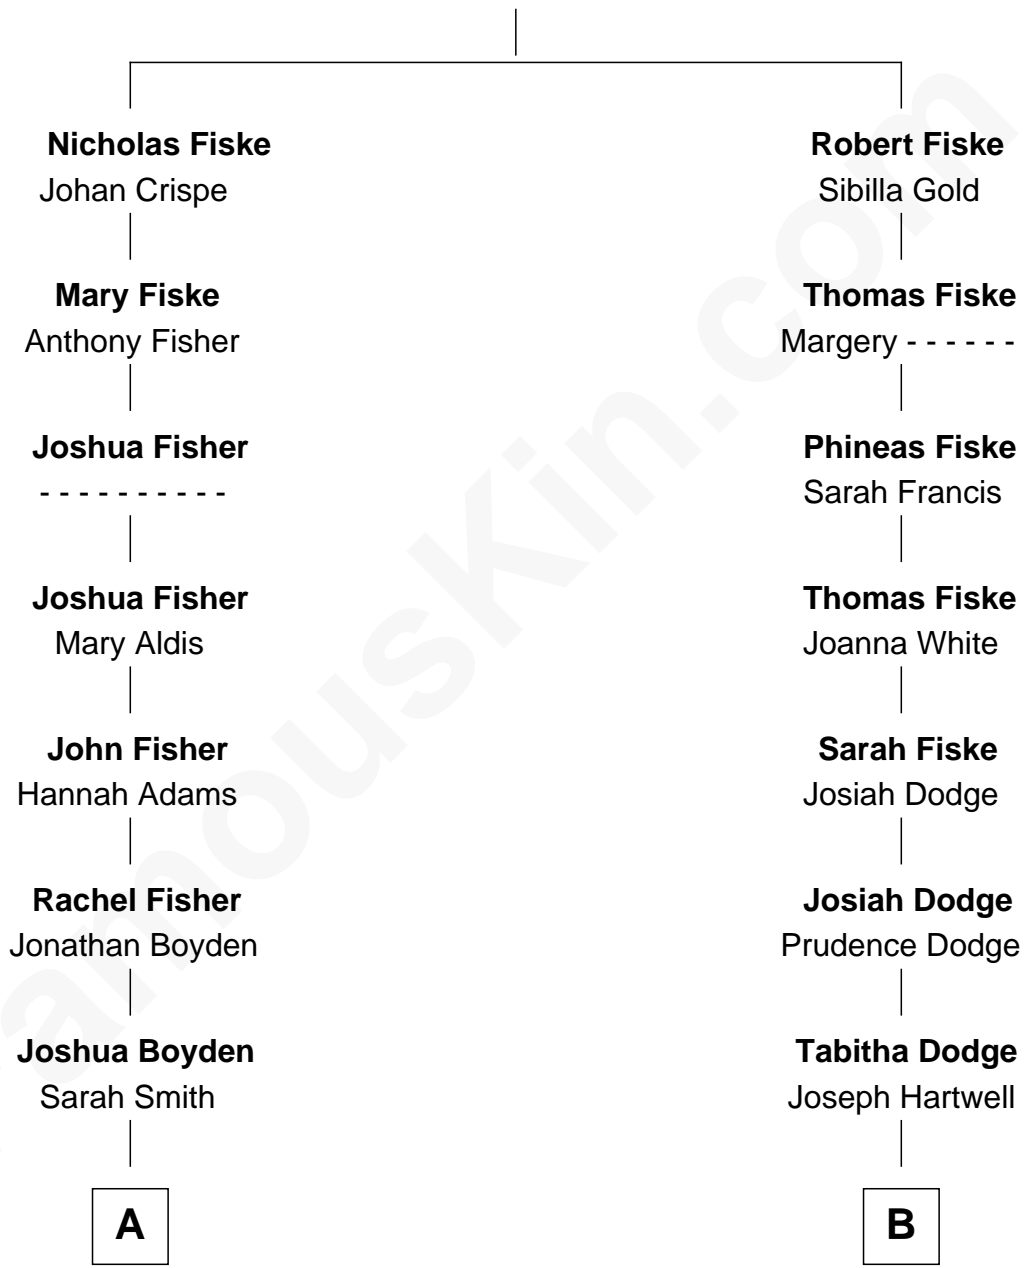 Nicholas Fiske
Johan Crispe
Mary Fiske
Anthony Fisher
Joshua Fisher
- - - - - - - - - -
Joshua Fisher
Mary Aldis
John Fisher
Hannah Adams
Rachel Fisher
Jonathan Boyden
Joshua Boyden
Sarah Smith
A
Robert Fiske
Sibilla Gold
Thomas Fiske
Margery - - - - - -
Phineas Fiske
Sarah Francis
Thomas Fiske
Joanna White
Sarah Fiske
Josiah Dodge
Josiah Dodge
Prudence Dodge
Tabitha Dodge
Joseph Hartwell
B
amousKin.com